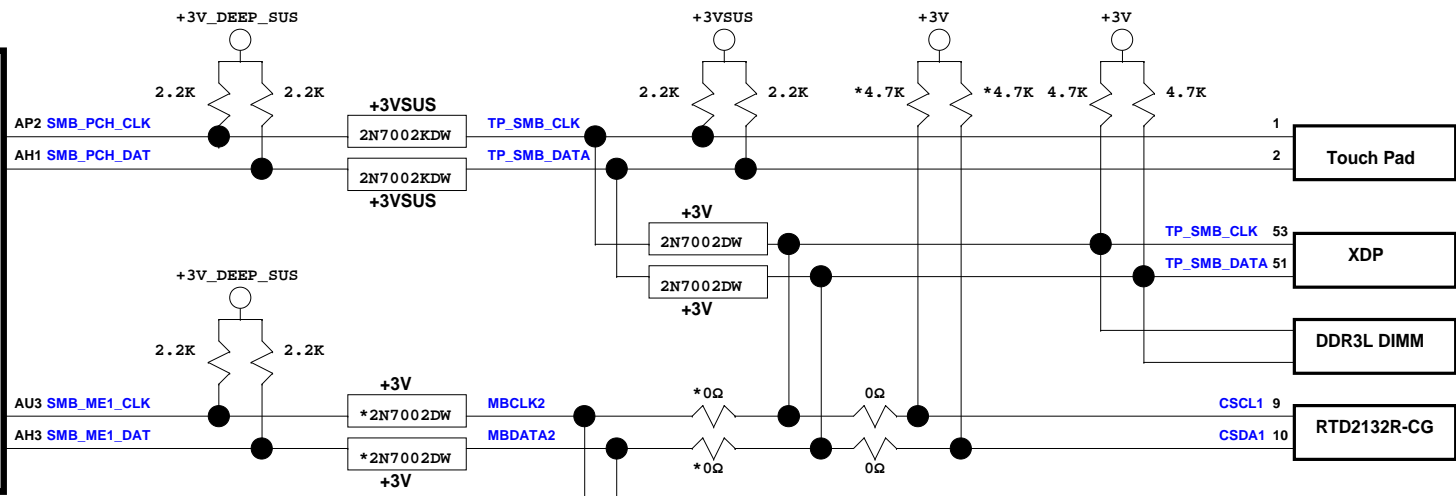 +3V_DEEP_SUS
+3VSUS
+3V
+3V
2.2K
2.2K
+3VSUS
2.2K
2.2K
*4.7K
*4.7K
4.7K
4.7K
AP2 SMB_PCH_CLK
2N7002KDW
TP_SMB_CLK
1
AH1 SMB_PCH_DAT
2N7002KDW
TP_SMB_DATA
2
Touch Pad
+3VSUS
+3V
2N7002DW
TP_SMB_CLK 53
2N7002DW
TP_SMB_DATA 51
XDP
+3V
+3V_DEEP_SUS
2.2K
2.2K
DDR3L DIMM
+3V
*0Ω
0Ω
AU3 SMB_ME1_CLK
*2N7002DW
MBCLK2
CSCL1 9
AH3 SMB_ME1_DAT
*2N7002DW
MBDATA2
CSDA1 10
RTD2132R-CG
*0Ω
0Ω
+3V